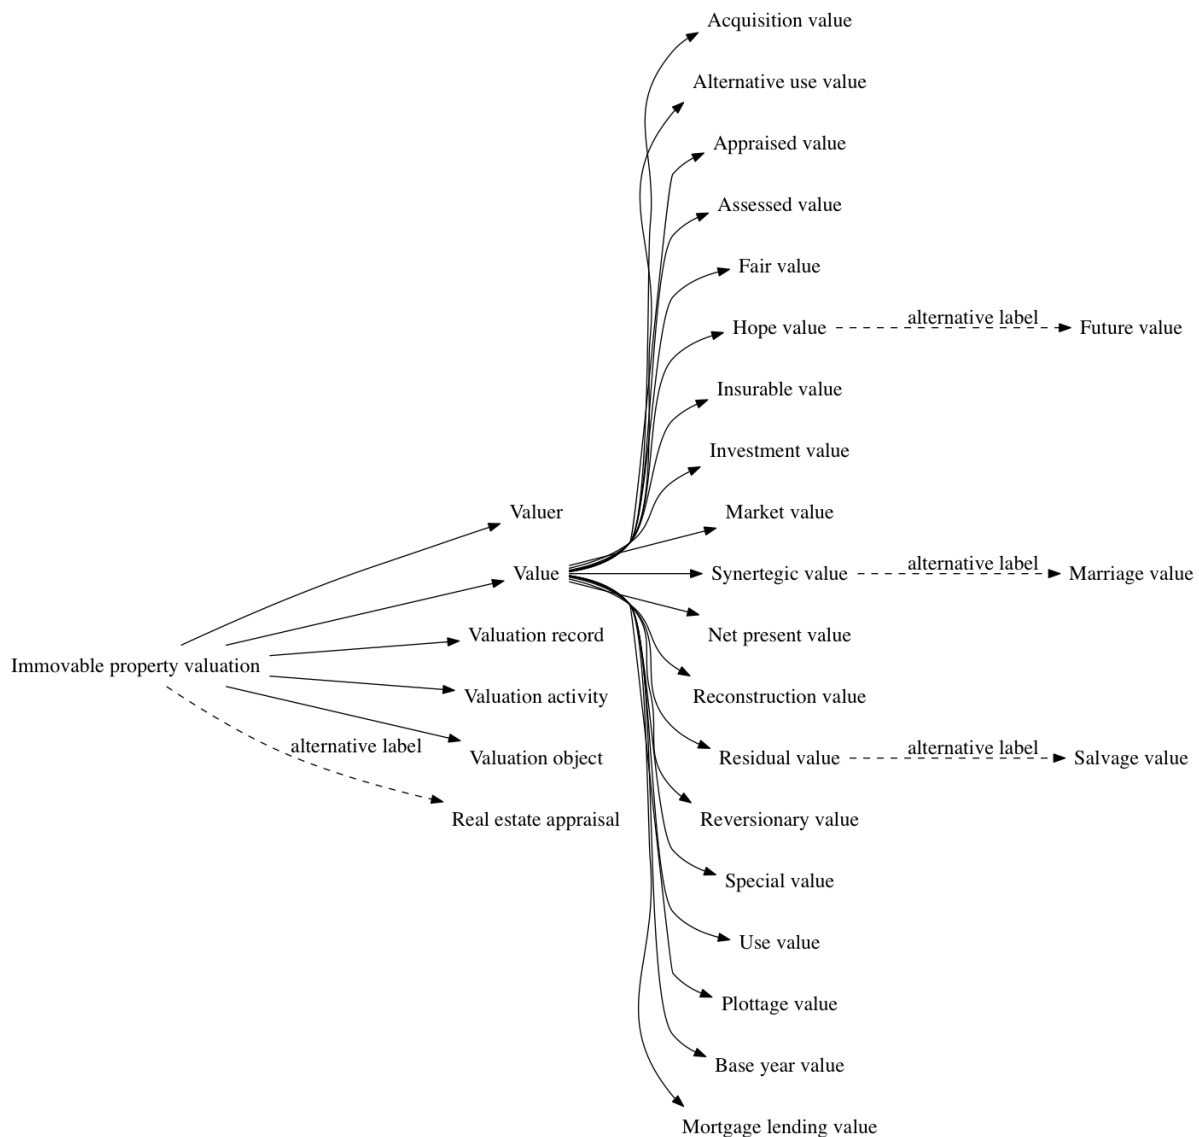 Acquisition value
Alternative use value
Appraised value
Assessed value
Fair value
Hope value
alternative label
Future value
Insurable value
Investment value
Valuer
Market value
Value
Synertegic value
alternative label
Marriage value
Valuation record
Net present value
Immovable property valuation
Valuation activity
Reconstruction value
alternative label
Valuation object
Residual value
alternative label
Salvage value
Real estate appraisal
Reversionary value
Special value
Use value
Plottage value
Base year value
Mortgage lending value